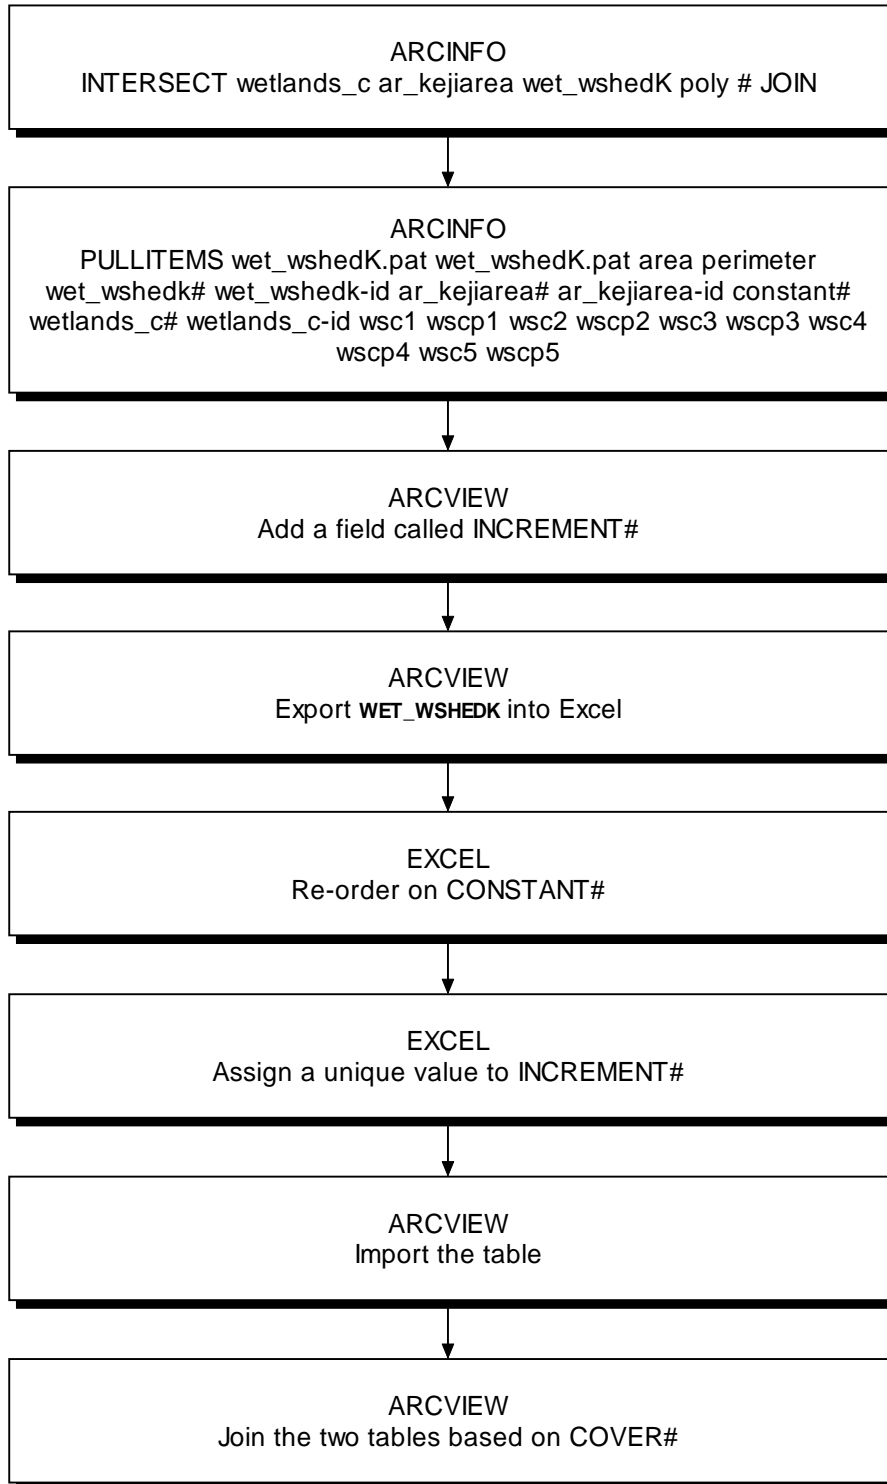 ARCINFO
INTERSECT wetlands_c ar_kejiarea wet_wshedK poly # JOIN
ARCINFO
PULLITEMS wet_wshedK.pat wet_wshedK.pat area perimeter
wet_wshedk# wet_wshedk-id ar_kejiarea# ar_kejiarea-id constant#
wetlands_c# wetlands_c-id wsc1 wscp1 wsc2 wscp2 wsc3 wscp3 wsc4
wscp4 wsc5 wscp5
ARCVIEW
Add a field called INCREMENT#
ARCVIEW
Export WET_WSHEDK into Excel
EXCEL
Re-order on CONSTANT#
EXCEL
Assign a unique value to INCREMENT#
ARCVIEW
Import the table
ARCVIEW
Join the two tables based on COVER#